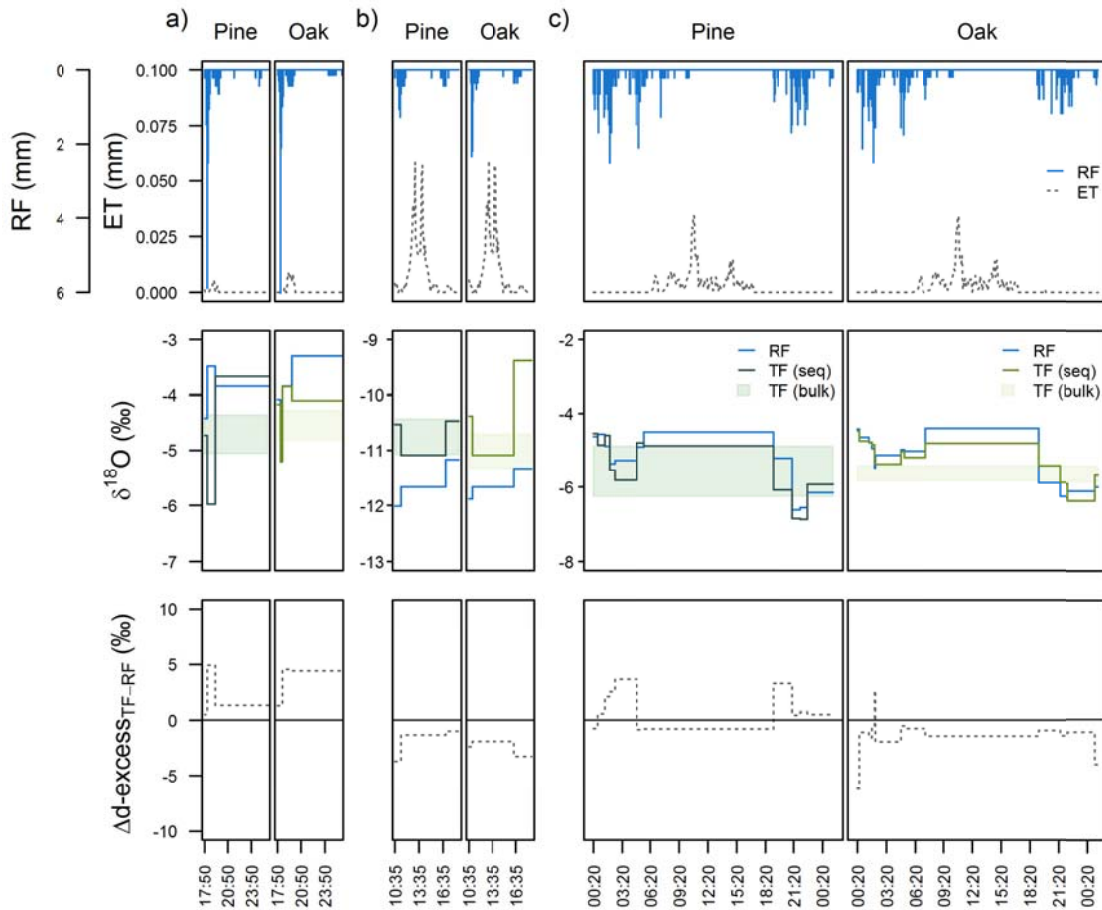 a)
Pine
Oak
b)
Pine
Oak
c)
Pine
Oak
RF (mm)
0
2
4
6
ET (mm)
0.100
0.075
0.050
0.025
0.000
RF
ET
δ¹⁸O (‰)
-3
-4
-5
-6
-7
-9
-10
-11
-12
-13
-2
-4
-6
-8
RF
TF (seq)
TF (bulk)
RF
TF (seq)
TF (bulk)
Δd-excess_TF−RF (‰)
10
5
0
-5
-10
17:50
20:50
23:50
17:50
20:50
23:50
10:35
13:35
16:35
10:35
13:35
16:35
00:20
03:20
06:20
09:20
12:20
15:20
18:20
21:20
00:20
00:20
03:20
06:20
09:20
12:20
15:20
18:20
21:20
00:20